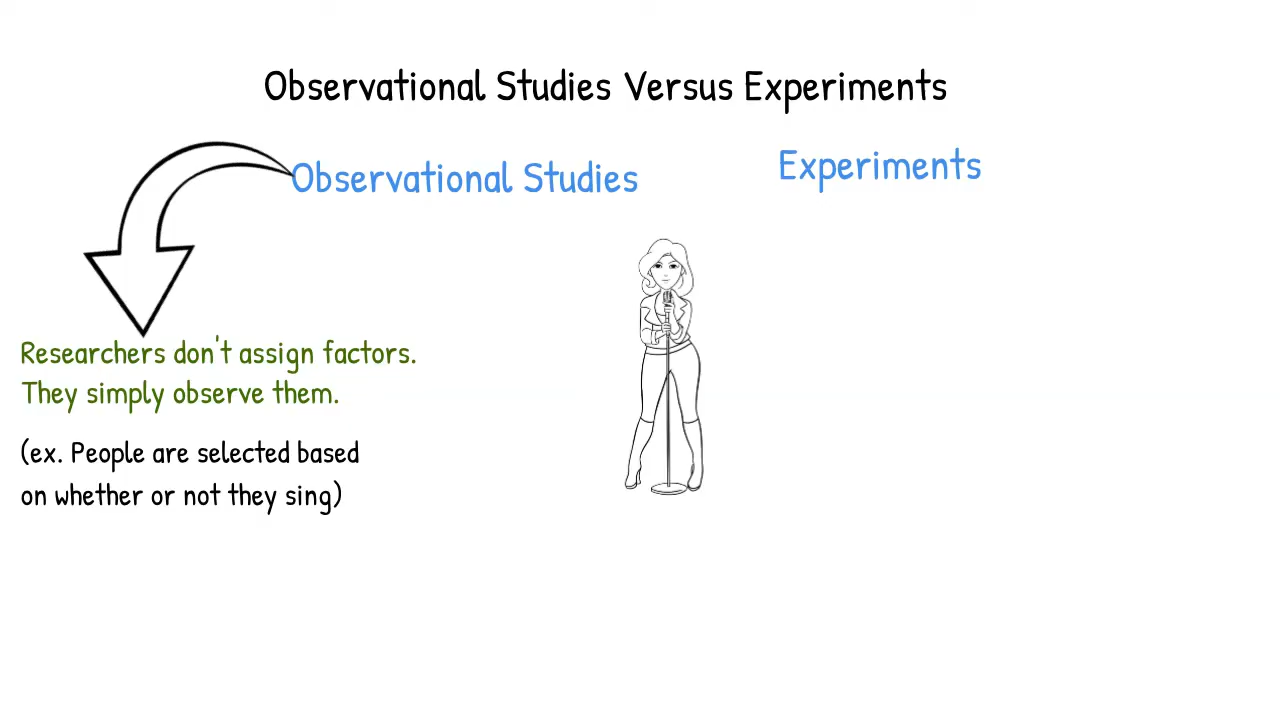 Observational Studies Versus Experiments
Observational Studies
Experiments
Researchers don't assign factors.
They simply observe them.
(ex. People are selected based
on whether or not they sing)